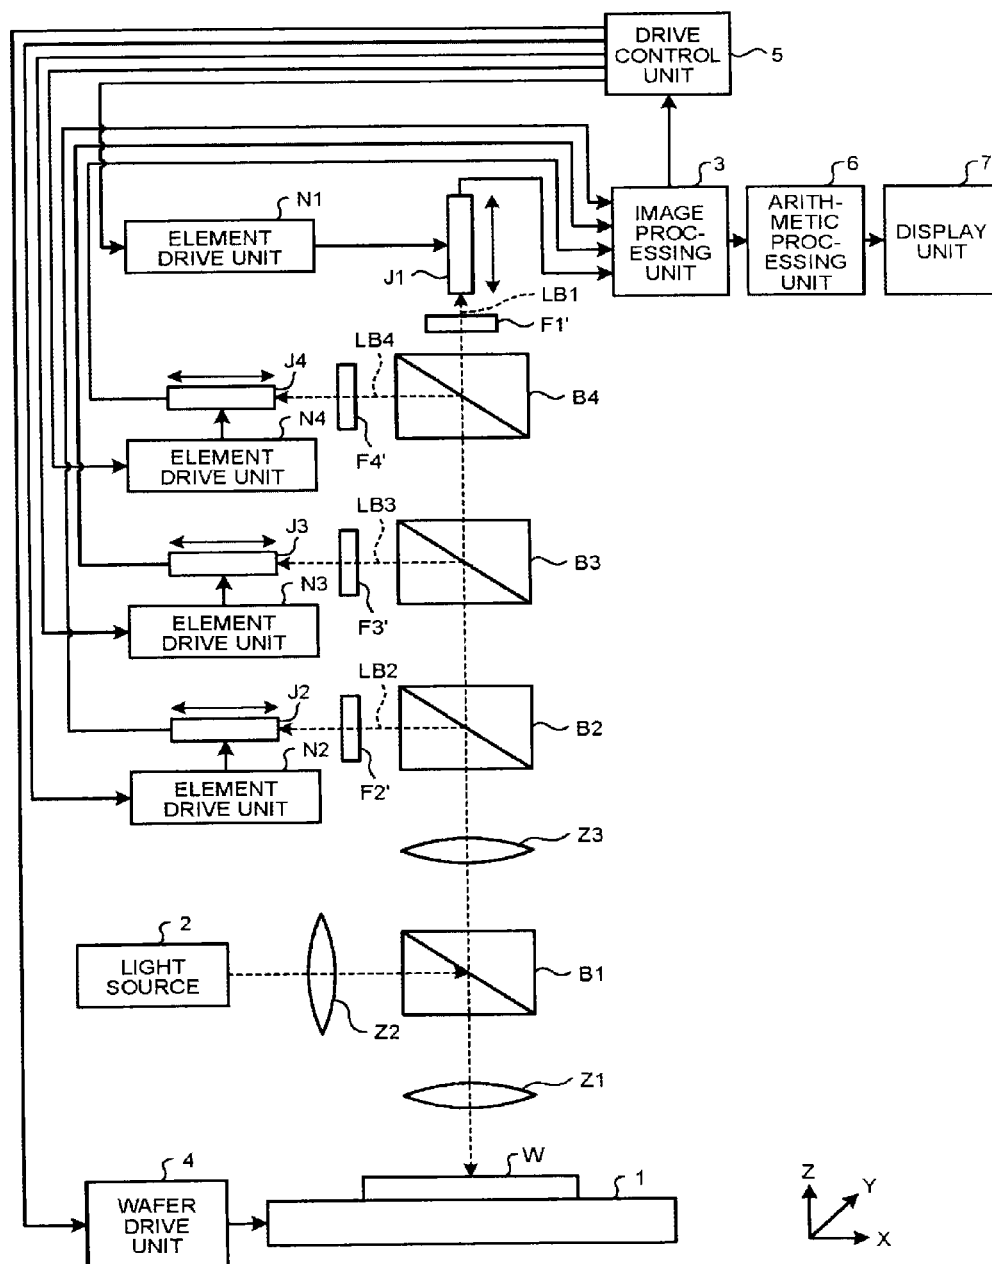 DRIVE
CONTROL
UNIT
5
3
6
7
N1
ELEMENT
DRIVE UNIT
J1
IMAGE
PROC-
ESSING
UNIT
ARITH-
METIC
PROC-
ESSING
UNIT
DISPLAY
UNIT
LB1
F1'
LB4
J4
B4
N4
F4'
ELEMENT
DRIVE UNIT
LB3
J3
B3
N3
F3'
ELEMENT
DRIVE UNIT
LB2
J2
B2
N2
F2'
ELEMENT
DRIVE UNIT
Z3
2
LIGHT
SOURCE
B1
Z2
Z1
W
1
4
WAFER
DRIVE
UNIT
Z
Y
X